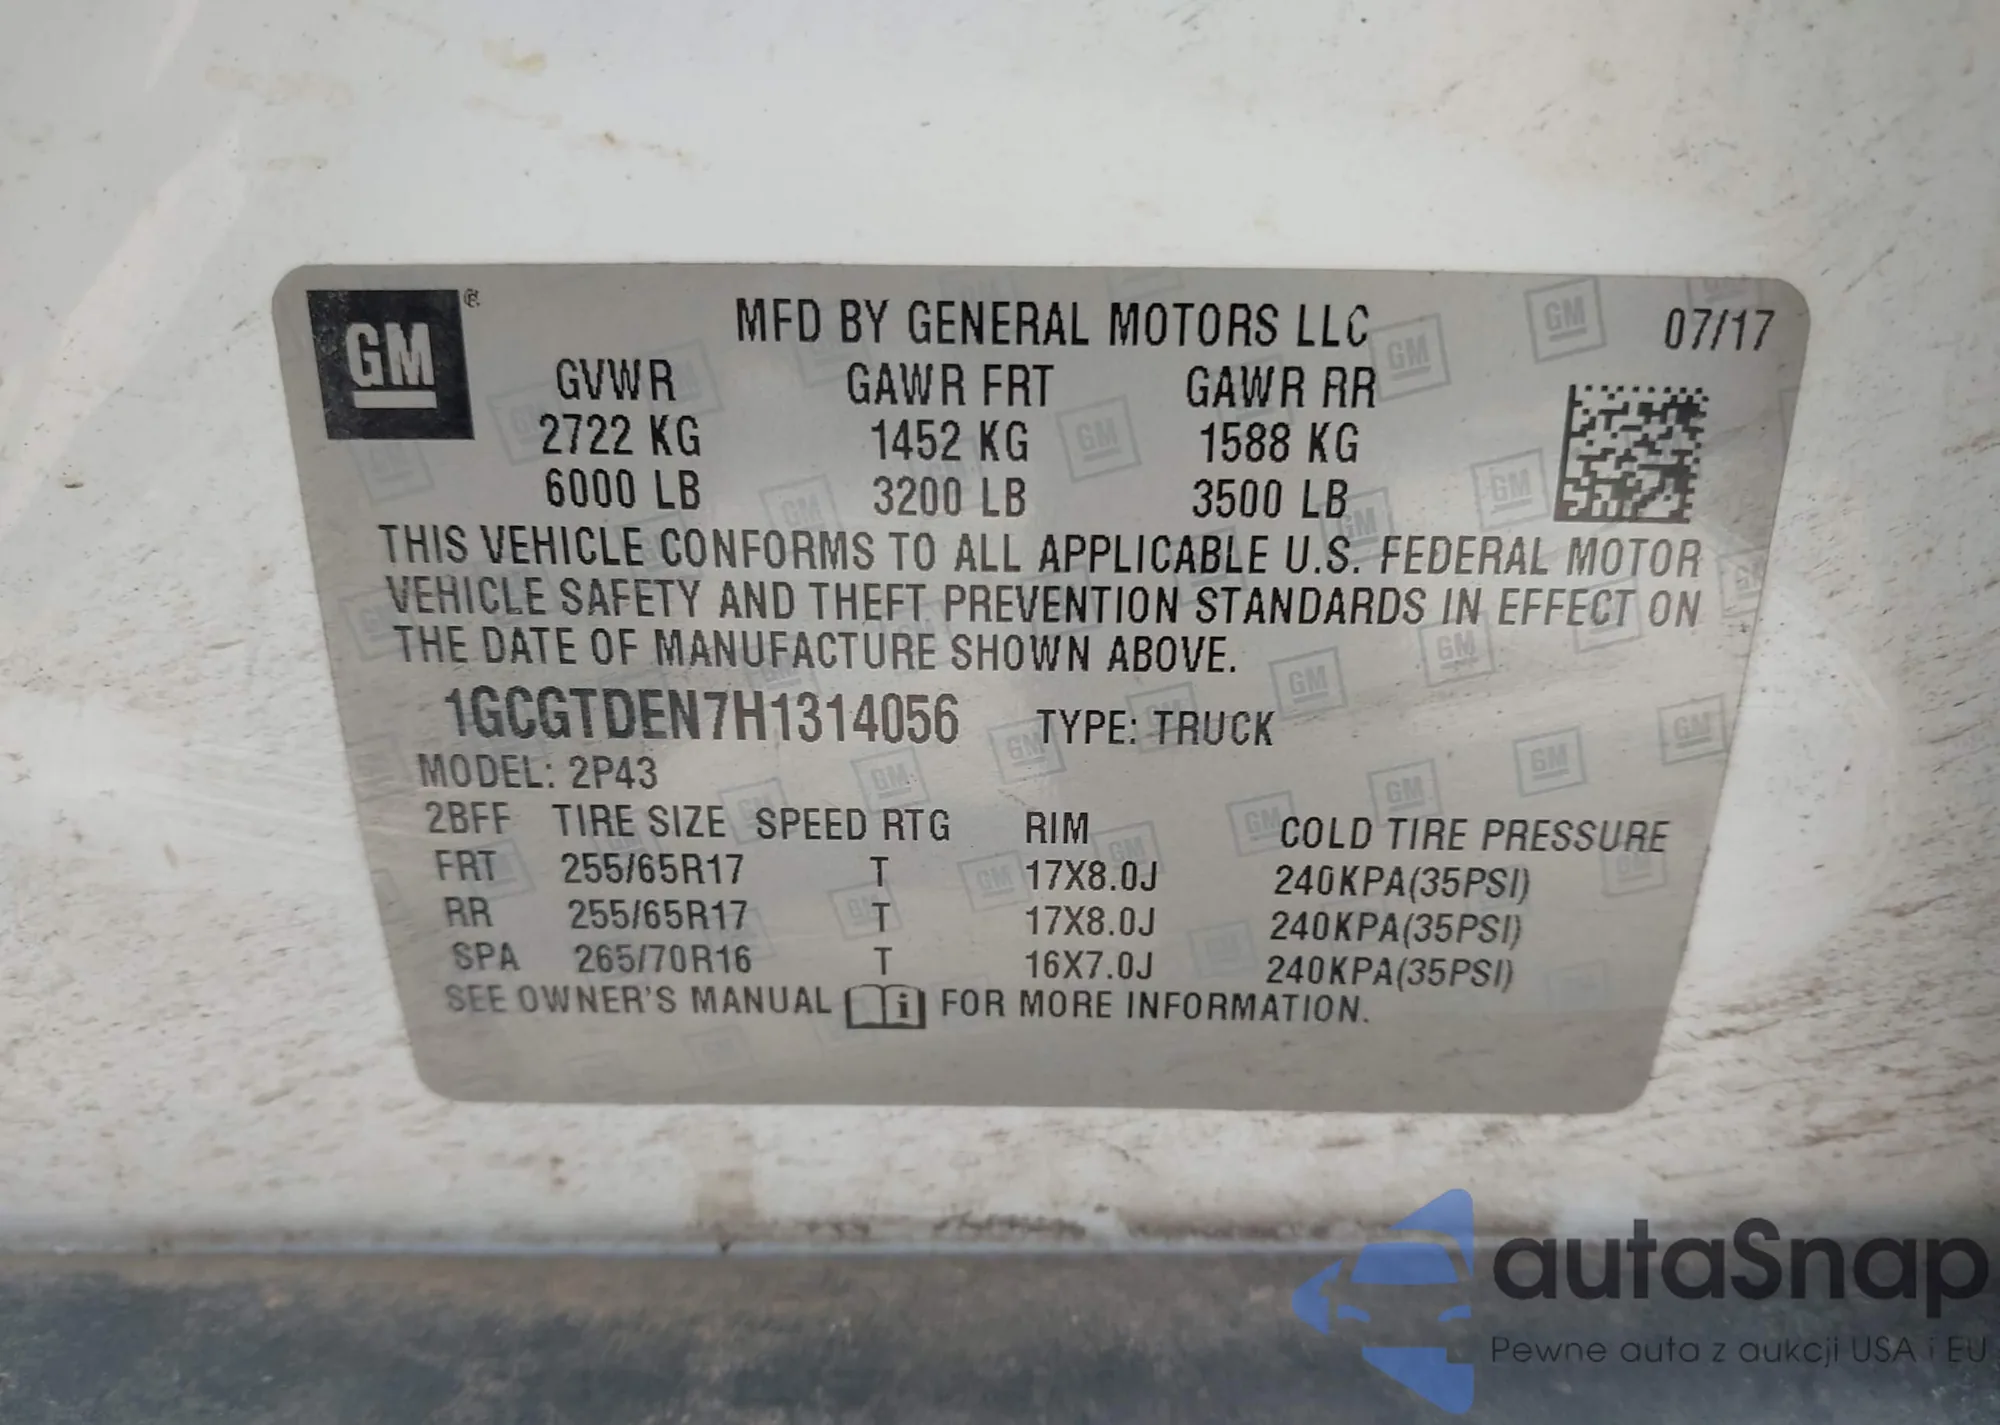 GM ®
MFD BY GENERAL MOTORS LLC 07/17
GVWR GAWR FRT GAWR RR
2722 KG 1452 KG 1588 KG
6000 LB 3200 LB 3500 LB
THIS VEHICLE CONFORMS TO ALL APPLICABLE U.S. FEDERAL MOTOR
VEHICLE SAFETY AND THEFT PREVENTION STANDARDS IN EFFECT ON
THE DATE OF MANUFACTURE SHOWN ABOVE.
1GCGTDEN7H1314056 TYPE: TRUCK
MODEL: 2P43
2BFF TIRE SIZE SPEED RTG RIM COLD TIRE PRESSURE
FRT 255/65R17 T 17X8.0J 240KPA(35PSI)
RR 255/65R17 T 17X8.0J 240KPA(35PSI)
SPA 265/70R16 T 16X7.0J 240KPA(35PSI)
SEE OWNER'S MANUAL i FOR MORE INFORMATION.
autaSnap
Pewne auta z aukcji USA i EU